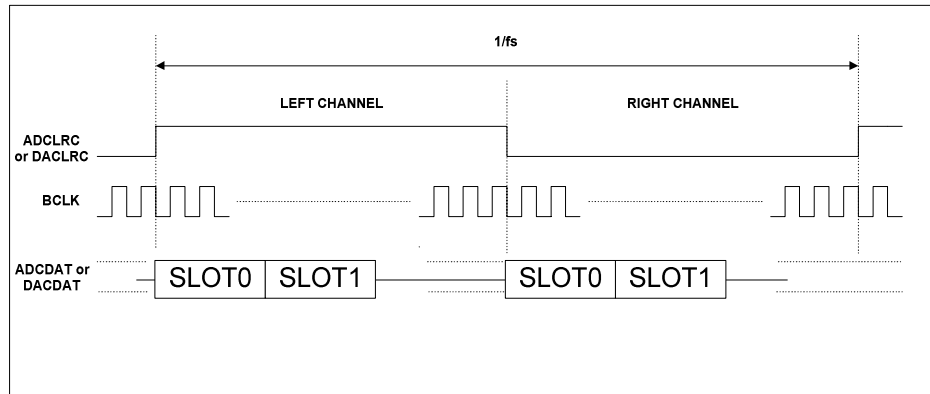 1/fs
LEFT CHANNEL
RIGHT CHANNEL
ADCLRC
or DACLRC
BCLK
ADCDAT or
DACDAT
SLOT0
SLOT1
SLOT0
SLOT1